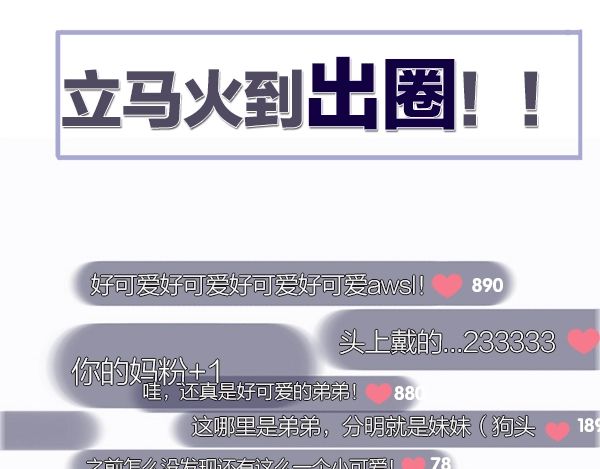 立马火到出圈！！
好可爱好可爱好可爱好可爱awsl! 890
头上戴的...233333
你的妈粉+1
哇，还真是好可爱的弟弟! 880
这哪里是弟弟，分明就是妹妹（狗头 189
之前怎么没发现还有这么一个小可爱! 78